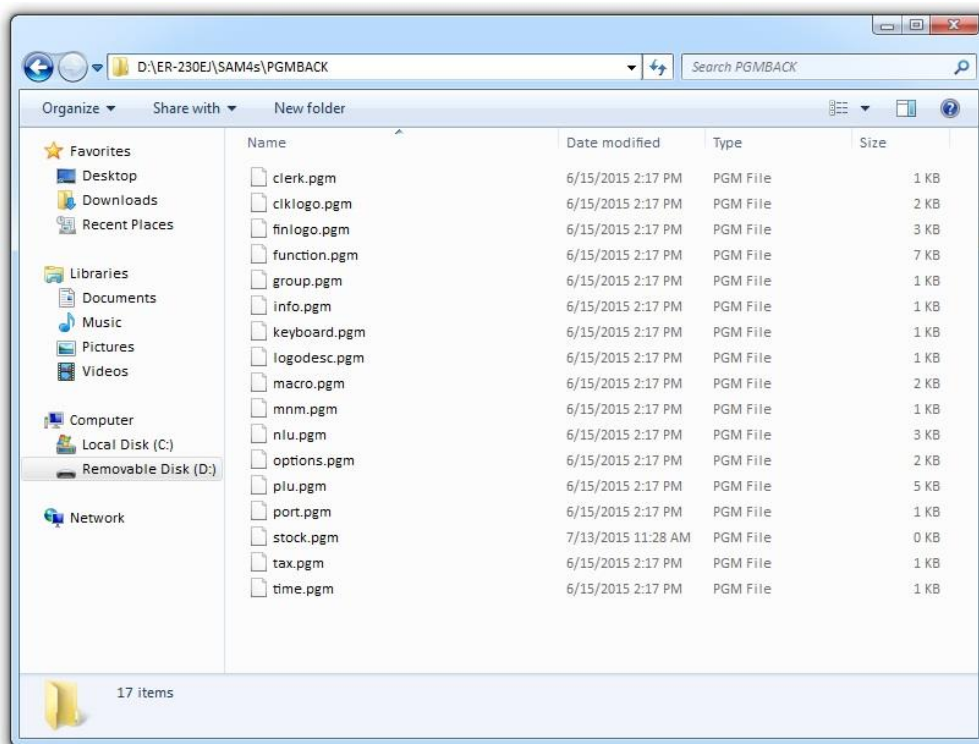 D:\ER-230EJ\SAM4s\PGMBACK
Search PGMBACK
Organize Share with New folder
Favorites
Desktop
Downloads
Recent Places
Libraries
Documents
Music
Pictures
Videos
Computer
Local Disk (C:)
Removable Disk (D:)
Network
Name Date modified Type Size
clerk.pgm 6/15/2015 2:17 PM PGM File 1 KB
clklogo.pgm 6/15/2015 2:17 PM PGM File 2 KB
finlogo.pgm 6/15/2015 2:17 PM PGM File 3 KB
function.pgm 6/15/2015 2:17 PM PGM File 7 KB
group.pgm 6/15/2015 2:17 PM PGM File 1 KB
info.pgm 6/15/2015 2:17 PM PGM File 1 KB
keyboard.pgm 6/15/2015 2:17 PM PGM File 1 KB
logodesc.pgm 6/15/2015 2:17 PM PGM File 1 KB
macro.pgm 6/15/2015 2:17 PM PGM File 2 KB
mnm.pgm 6/15/2015 2:17 PM PGM File 1 KB
nlu.pgm 6/15/2015 2:17 PM PGM File 3 KB
options.pgm 6/15/2015 2:17 PM PGM File 2 KB
plu.pgm 6/15/2015 2:17 PM PGM File 5 KB
port.pgm 6/15/2015 2:17 PM PGM File 1 KB
stock.pgm 7/13/2015 11:28 AM PGM File 0 KB
tax.pgm 6/15/2015 2:17 PM PGM File 1 KB
time.pgm 6/15/2015 2:17 PM PGM File 1 KB
17 items